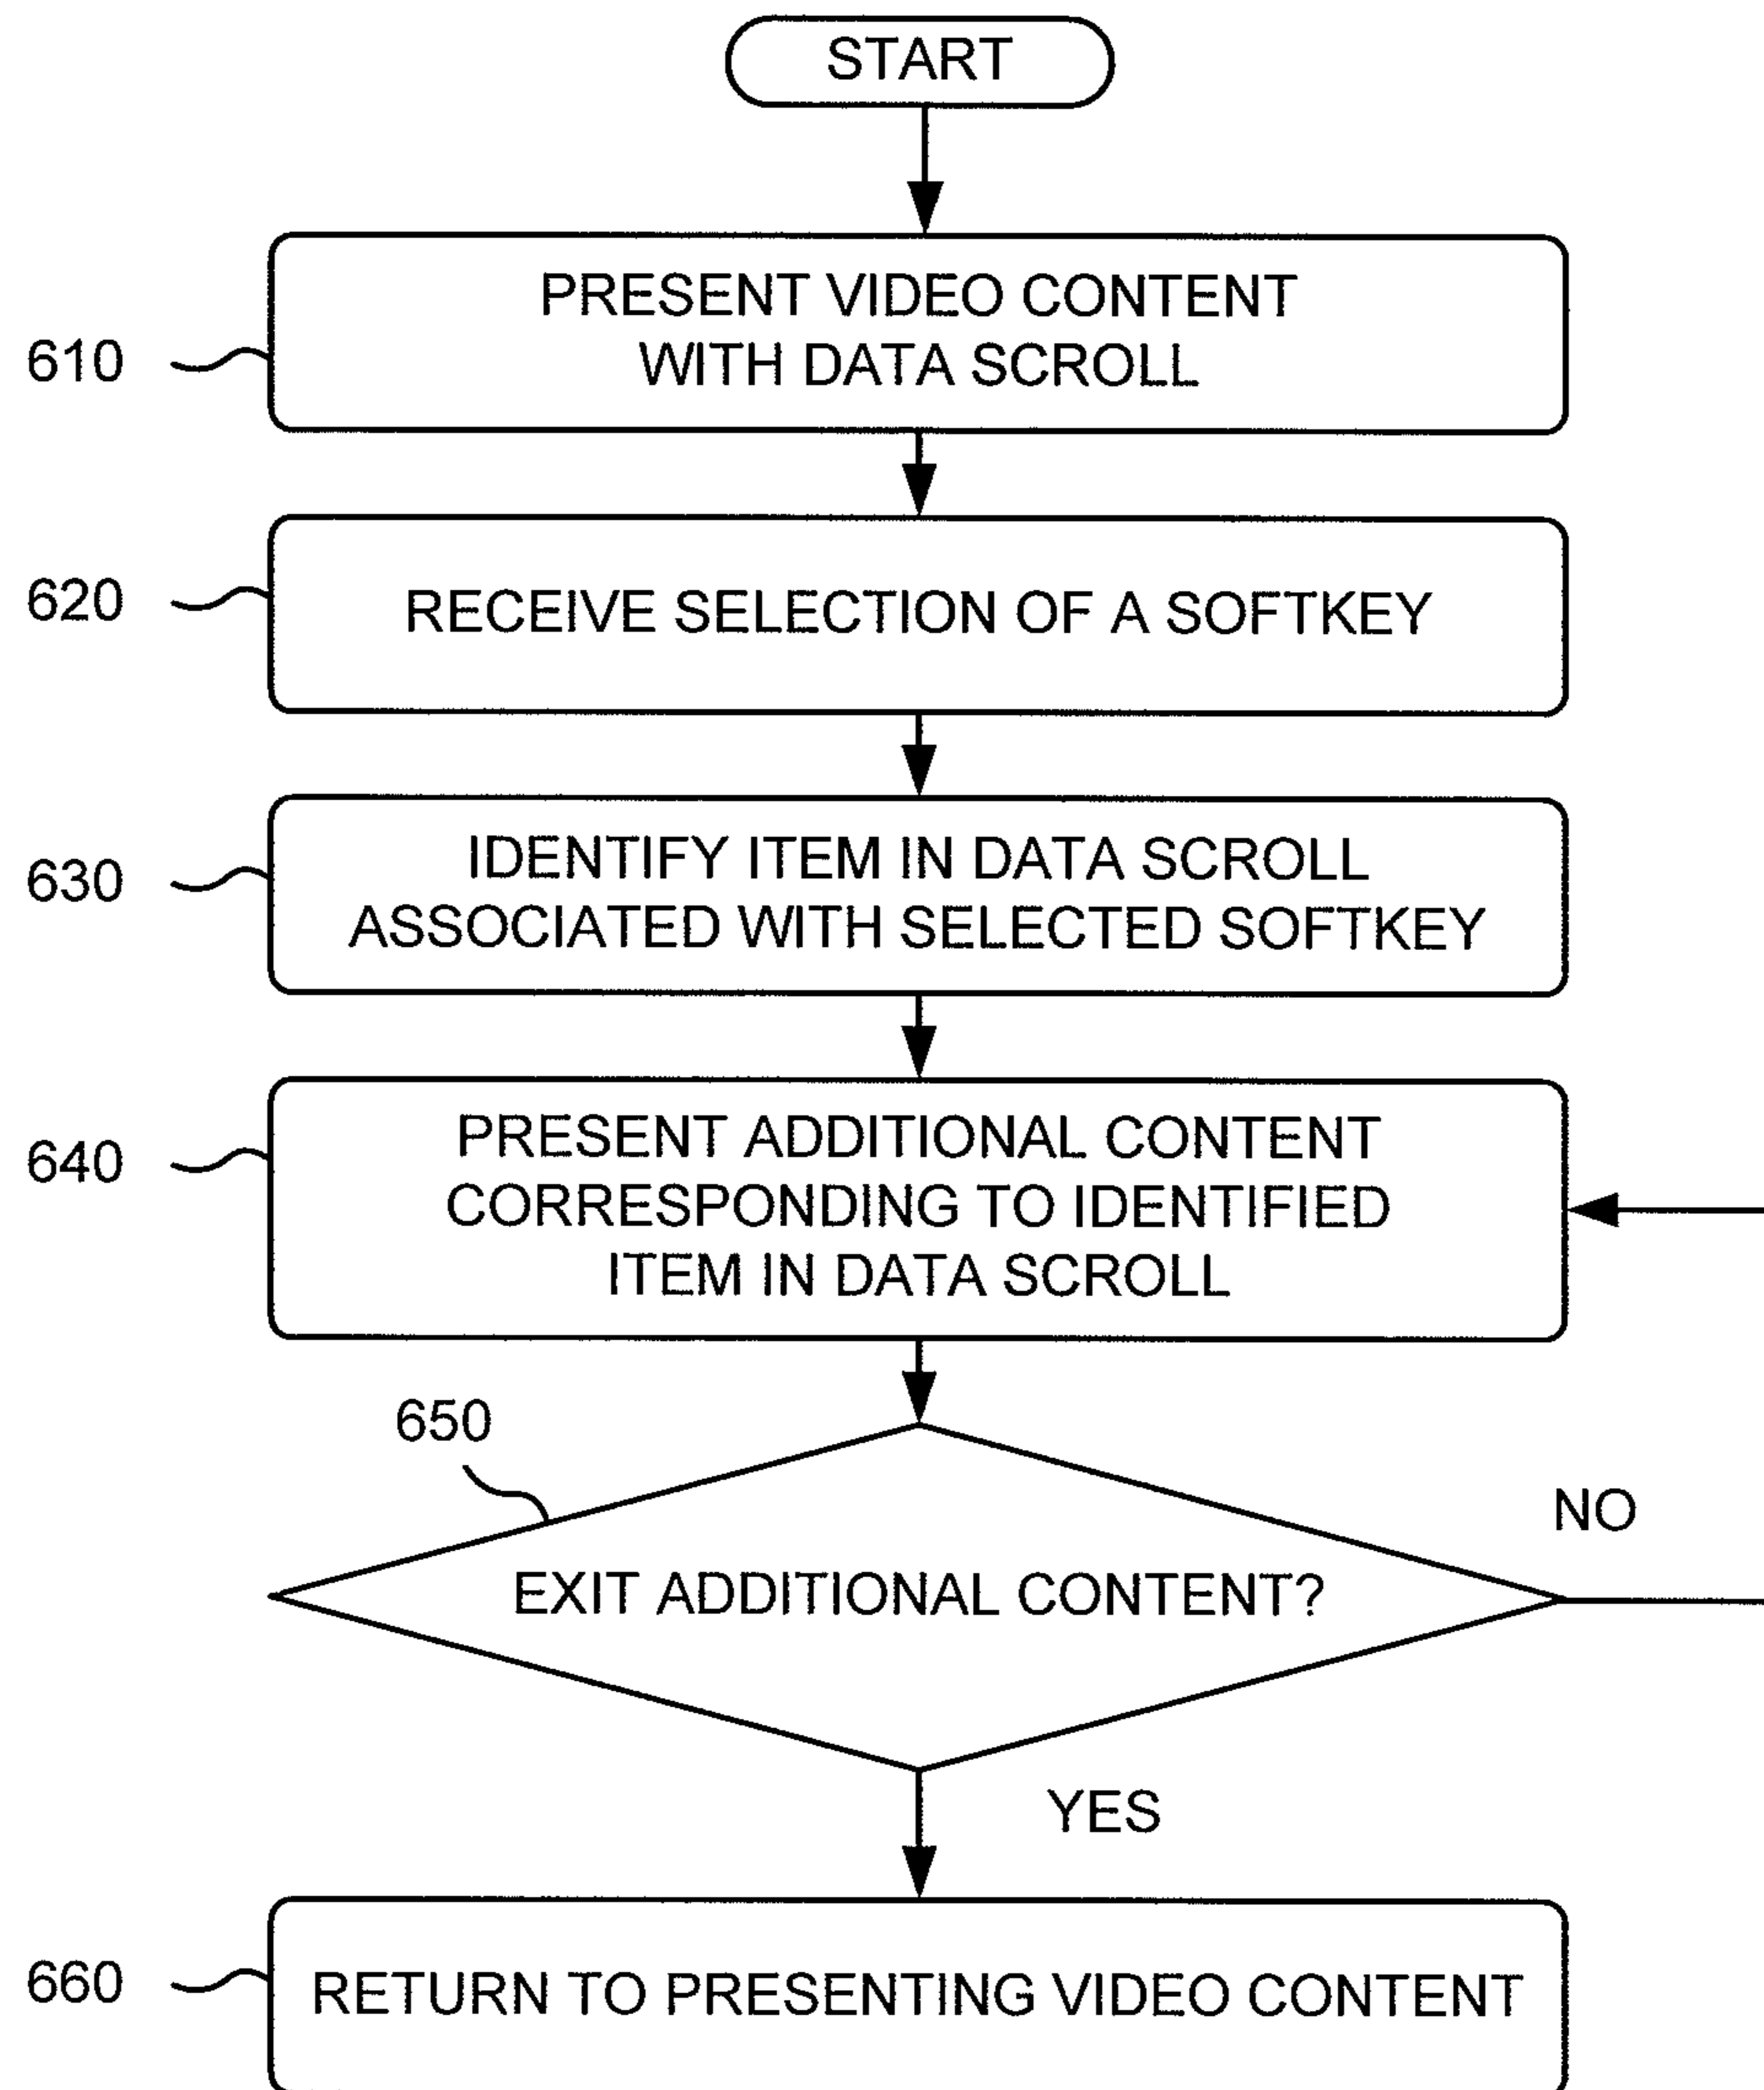 START
PRESENT VIDEO CONTENT
WITH DATA SCROLL
610
RECEIVE SELECTION OF A SOFTKEY
620
IDENTIFY ITEM IN DATA SCROLL
ASSOCIATED WITH SELECTED SOFTKEY
630
PRESENT ADDITIONAL CONTENT
CORRESPONDING TO IDENTIFIED
ITEM IN DATA SCROLL
640
650
EXIT ADDITIONAL CONTENT?
NO
YES
RETURN TO PRESENTING VIDEO CONTENT
660